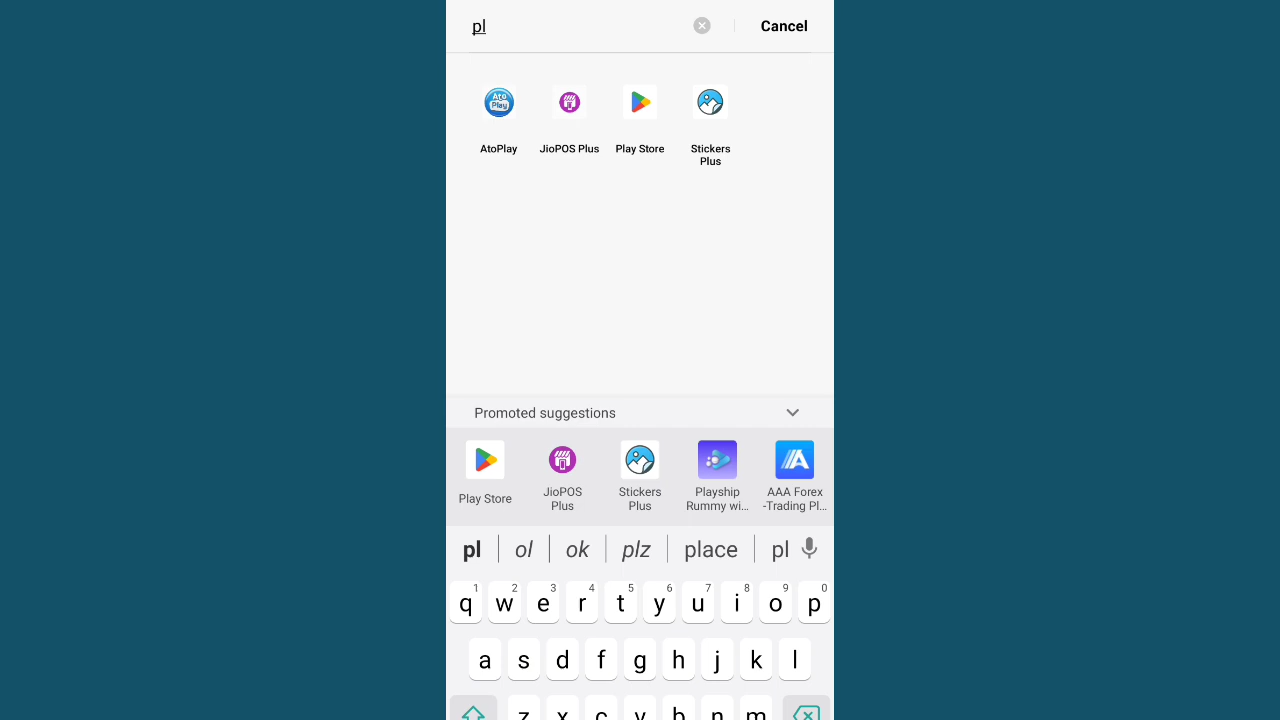 pl Cancel
Ato
Play
AtoPlay JioPOS Plus Play Store Stickers
Plus
Promoted suggestions
Play Store JioPOS
Plus Stickers
Plus Playship
Rummy wi... AAA Forex
-Trading Pl...
pl ol ok plz place pl
1 2 3 4 5 6 7 8 9 0
q w e r t y u i o p
a s d f g h j k l
z x c v b n m